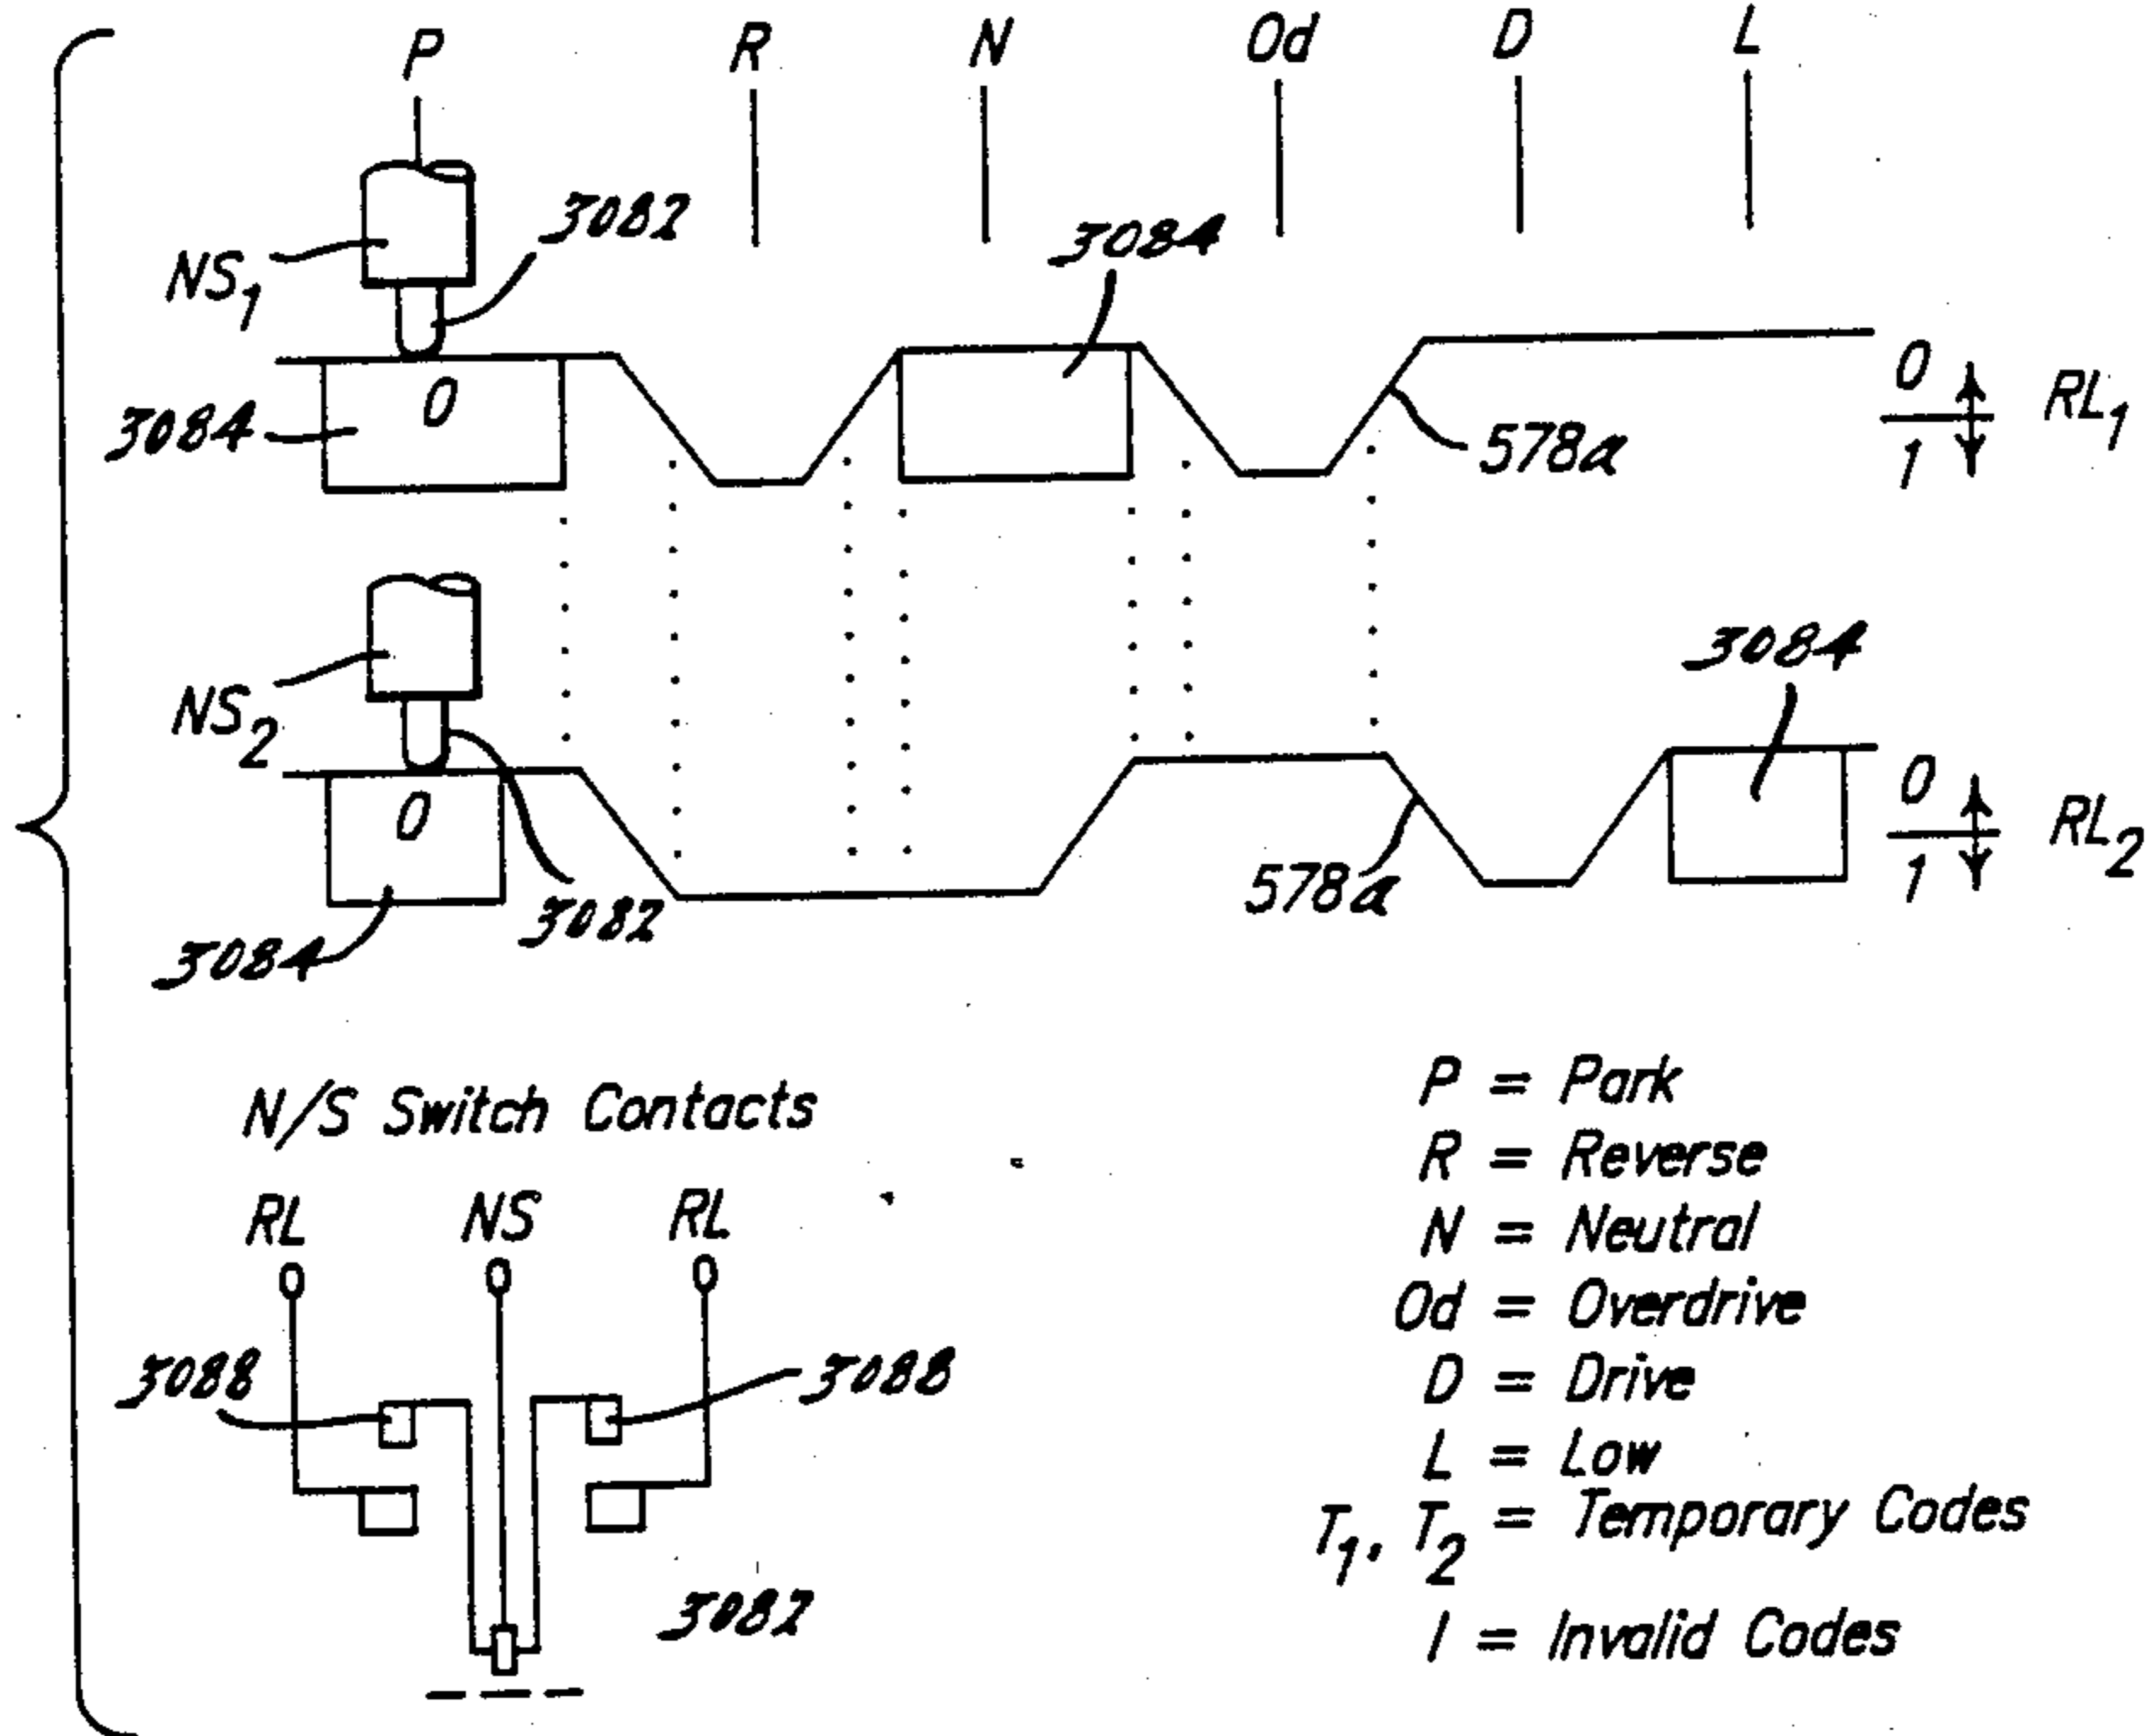 P R N Od D L
3082
NS1
3084
0
3084
0
1
RL1
578a
NS2
3084
0
0
1
RL2
578a
3082
3084
N/S Switch Contacts
RL NS RL
3088
3088
3082
P = Park
R = Reverse
N = Neutral
Od = Overdrive
D = Drive
L = Low
T1, T2 = Temporary Codes
I = Invalid Codes